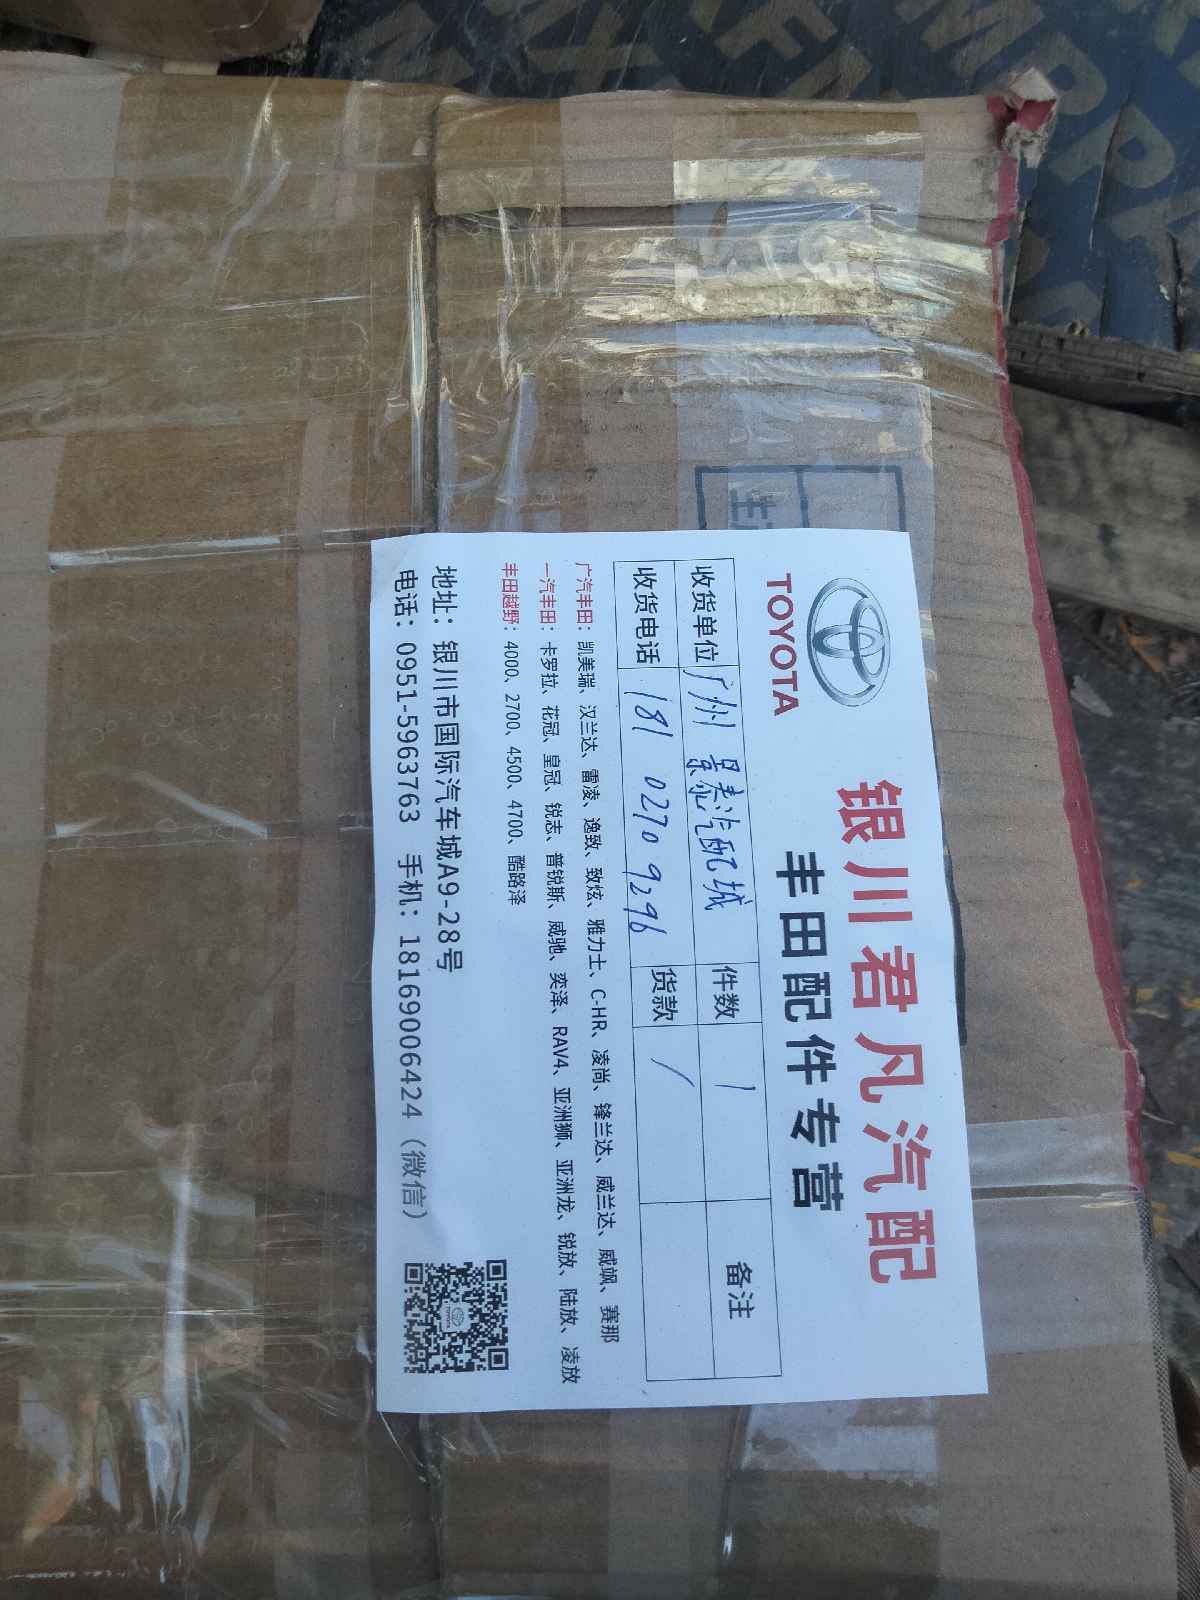 TOYOTA
银川君凡汽配
丰田配件专营
收货单位 广州景泰汽配城 件数 1 备注
收货电话 181 0270 9296 货款 /
广汽丰田：凯美瑞、汉兰达、雷凌、逸致、致炫、雅力士、C-HR、凌尚、锋兰达、威兰达、威飒、赛那
一汽丰田：卡罗拉、花冠、皇冠、锐志、普锐斯、威驰、奕泽、RAV4、亚洲狮、亚洲龙、锐放、陆放、凌放
丰田越野：4000、2700、4500、4700、酷路泽
地址：银川市国际汽车城A9-28号
电话：0951-5963763 手机：18169006424（微信）